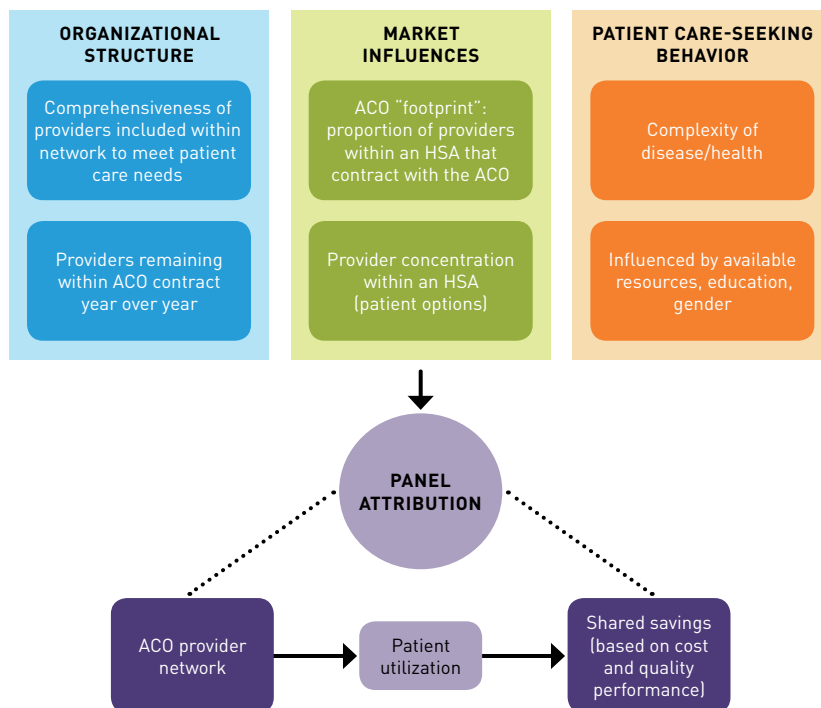 ORGANIZATIONAL
STRUCTURE
Comprehensiveness of
providers included within
network to meet patient
care needs
Providers remaining
within ACO contract
year over year
MARKET
INFLUENCES
ACO “footprint”:
proportion of providers
within an HSA that
contract with the ACO
Provider concentration
within an HSA
(patient options)
PATIENT CARE-SEEKING
BEHAVIOR
Complexity of
disease/health
Influenced by available
resources, education,
gender
PANEL
ATTRIBUTION
ACO provider
network
Patient
utilization
Shared savings
(based on cost
and quality
performance)